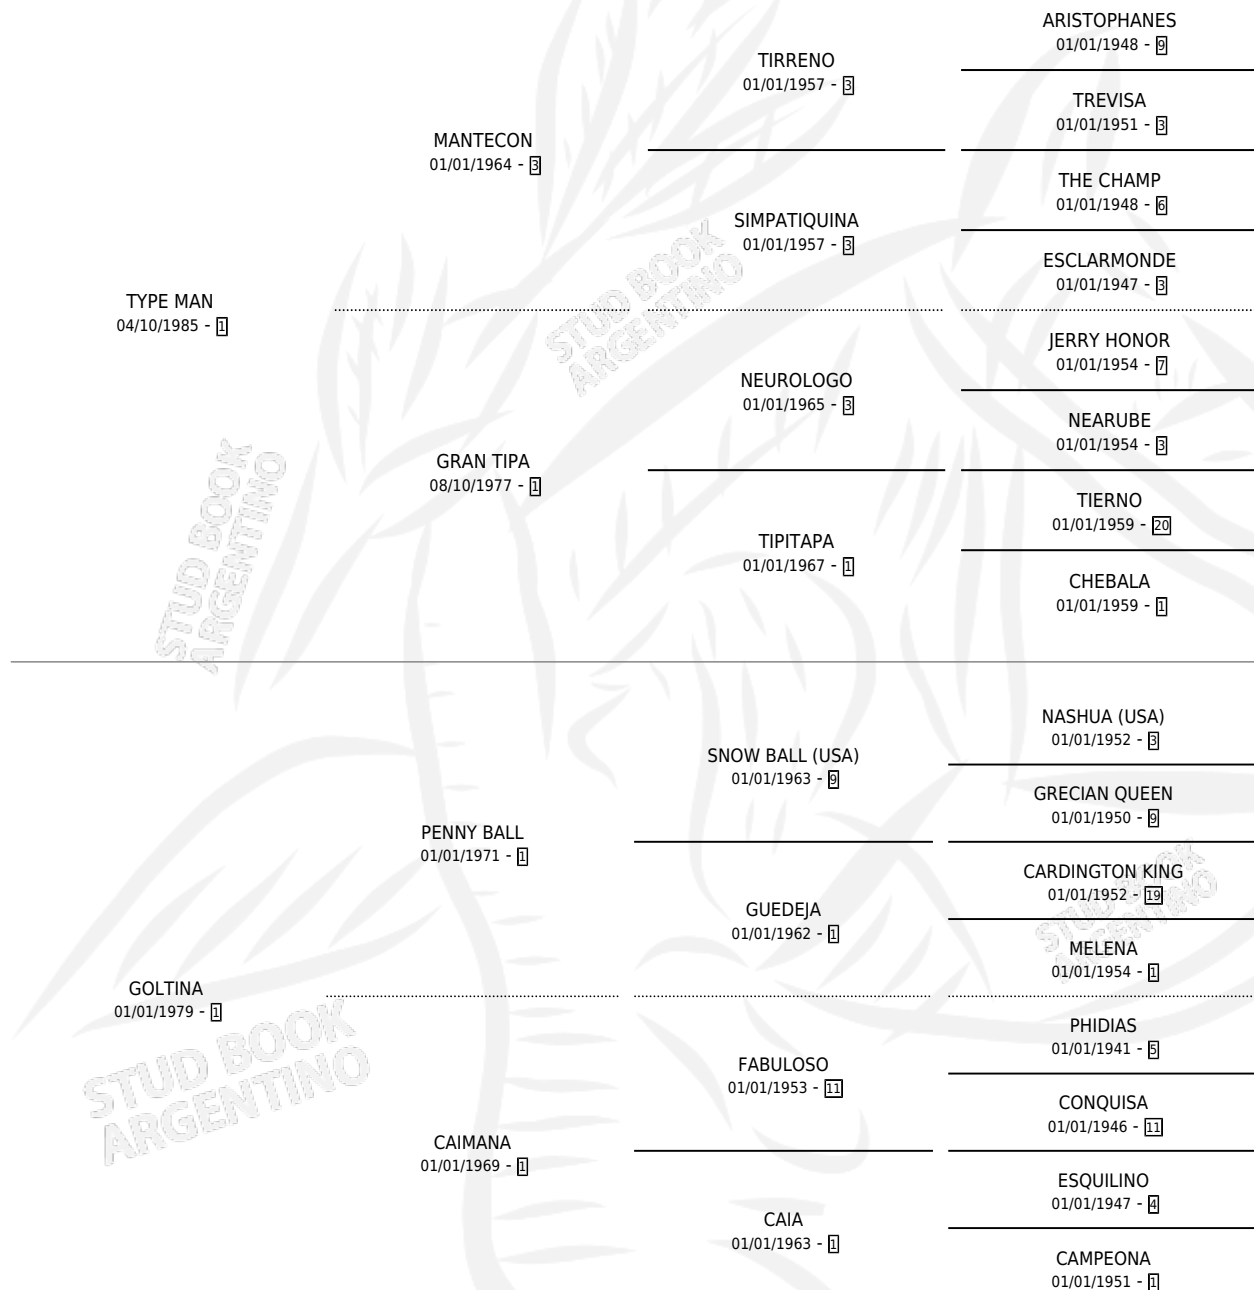 ARISTOPHANES
01/01/1948 - 9
TIRRENO
01/01/1957 - 3
TREVISA
01/01/1951 - 3
MANTECON
01/01/1964 - 3
THE CHAMP
01/01/1948 - 6
SIMPATIQUINA
01/01/1957 - 3
ESCLARMONDE
01/01/1947 - 3
TYPE MAN
04/10/1985 - 1
JERRY HONOR
01/01/1954 - 7
NEUROLOGO
01/01/1965 - 3
NEARUBE
01/01/1954 - 3
GRAN TIPA
08/10/1977 - 1
TIERNO
01/01/1959 - 20
TIPITAPA
01/01/1967 - 1
CHEBALA
01/01/1959 - 1
STUD BOOK
ARGENTINO
STUD BOOK
ARGENTINO
NASHUA (USA)
01/01/1952 - 3
SNOW BALL (USA)
01/01/1963 - 9
GRECIAN QUEEN
01/01/1950 - 9
PENNY BALL
01/01/1971 - 1
CARDINGTON KING
01/01/1952 - 19
GUEDEJA
01/01/1962 - 1
MELENA
01/01/1954 - 1
STUD BOOK
ARGENTINO
GOLTINA
01/01/1979 - 1
PHIDIAS
01/01/1941 - 5
FABULOSO
01/01/1953 - 11
CONQUISA
01/01/1946 - 11
CAIMANA
01/01/1969 - 1
ESQUILINO
01/01/1947 - 4
CAIA
01/01/1963 - 1
CAMPEONA
01/01/1951 - 1
STUD BOOK
ARGENTINO